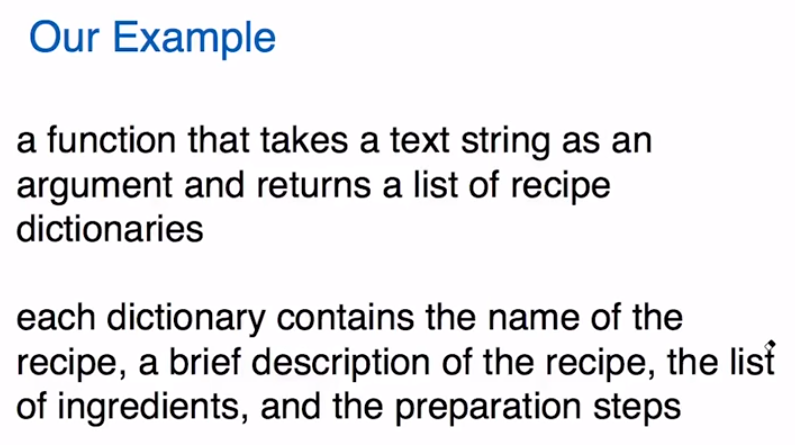 Our Example
a function that takes a text string as an
argument and returns a list of recipe
dictionaries
each dictionary contains the name of the
recipe, a brief description of the recipe, the list
of ingredients, and the preparation steps